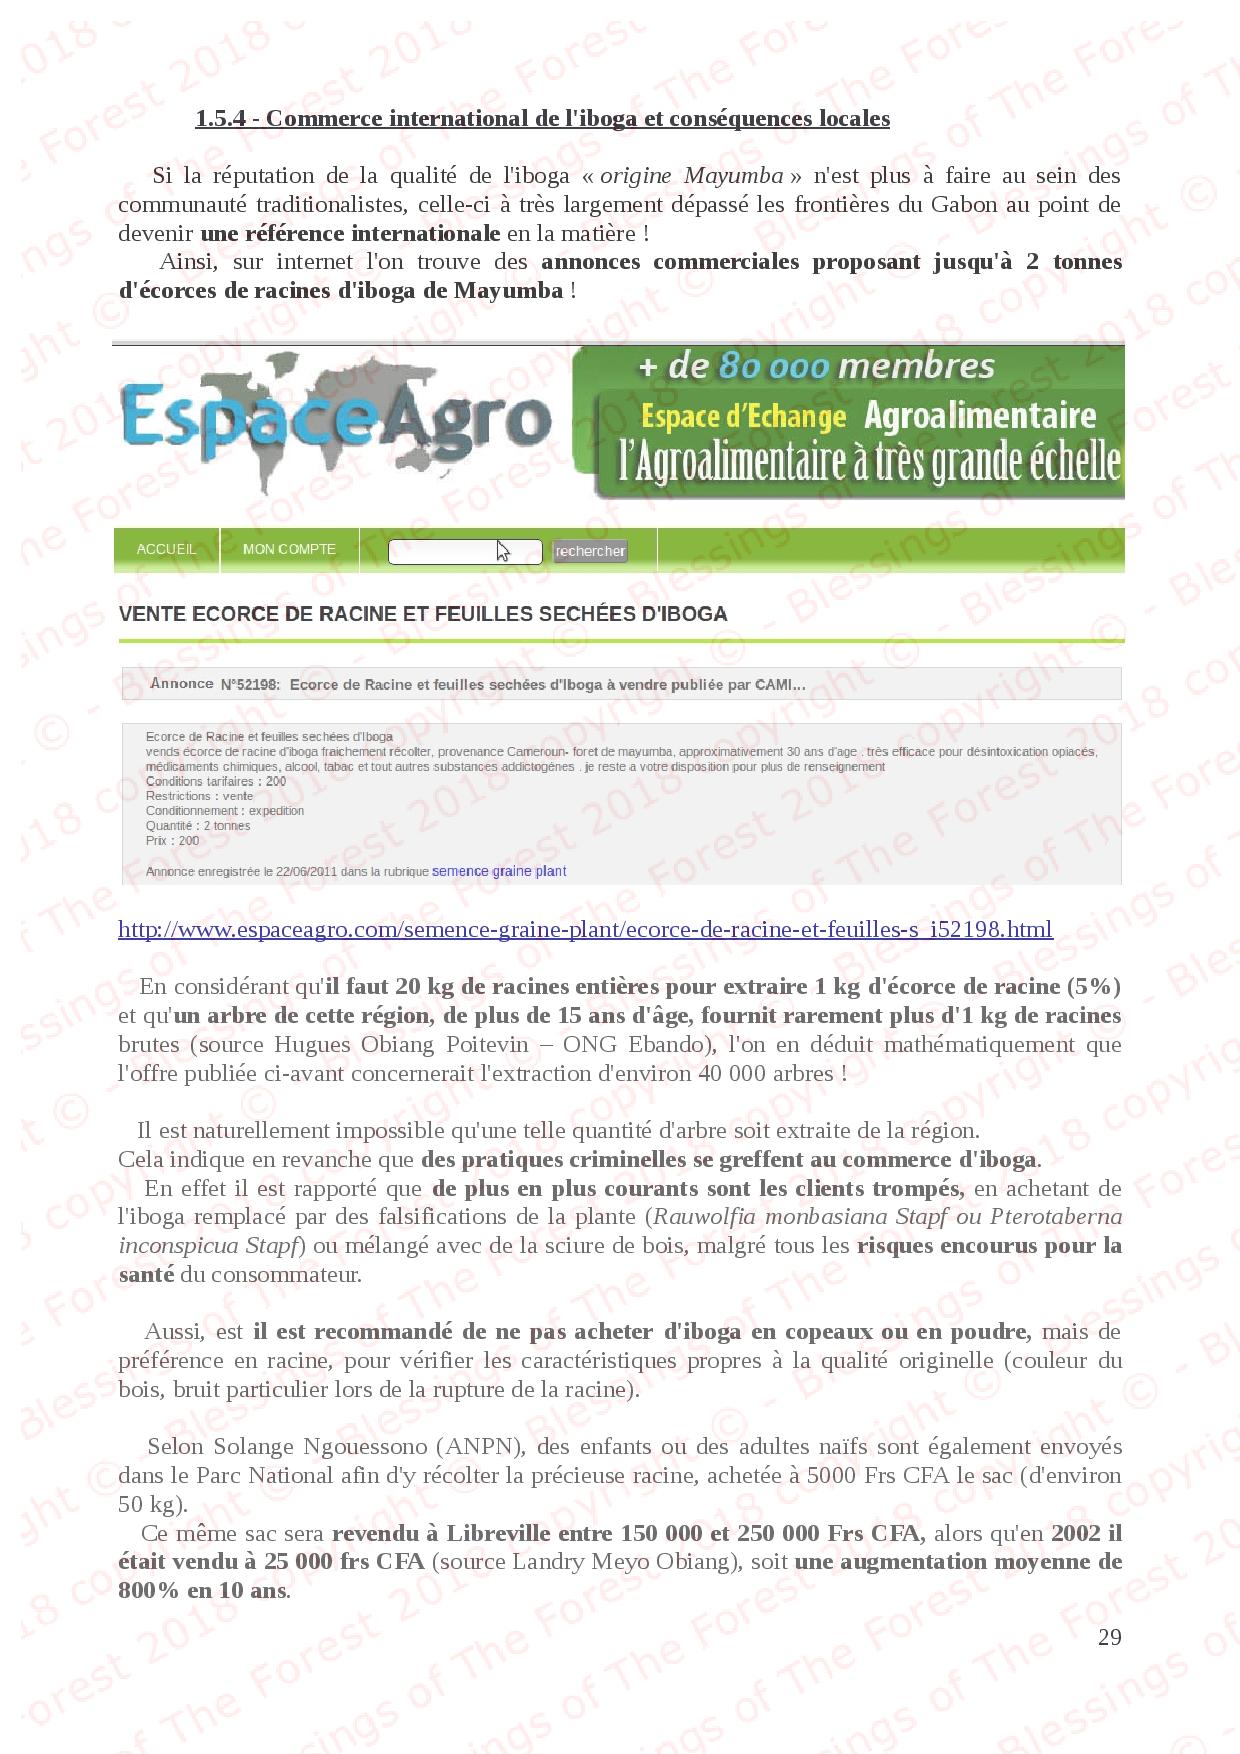 1.5.4 - Commerce international de l'iboga et conséquences locales
Si la réputation de la qualité de l'iboga « origine Mayumba » n'est plus à faire au sein des
communauté traditionalistes, celle-ci à très largement dépassé les frontières du Gabon au point de
devenir une référence internationale en la matière !
Ainsi, sur internet l'on trouve des annonces commerciales proposant jusqu'à 2 tonnes
d'écorces de racines d'iboga de Mayumba !
EspaceAgro
+ de 80 000 membres
Espace d'Echange Agroalimentaire
l'Agroalimentaire à très grande échelle
ACCUEIL MON COMPTE rechercher
VENTE ECORCE DE RACINE ET FEUILLES SECHÉES D'IBOGA
Annonce N°52198: Ecorce de Racine et feuilles sechées d'Iboga à vendre publiée par CAMI...
Ecorce de Racine et feuilles sechées d'Iboga
vends écorce de racine d'iboga fraichement récolter, provenance Cameroun- foret de mayumba, approximativement 30 ans d'age . très efficace pour désintoxication opiacés,
médicaments chimiques, alcool, tabac et tout autres substances addictogénes . je reste a votre disposition pour plus de renseignement
Conditions tarifaires : 200
Restrictions : vente
Conditionnement : expedition
Quantité : 2 tonnes
Prix : 200
Annonce enregistrée le 22/06/2011 dans la rubrique semence graine plant
http://www.espaceagro.com/semence-graine-plant/ecorce-de-racine-et-feuilles-s_i52198.html
En considérant qu'il faut 20 kg de racines entières pour extraire 1 kg d'écorce de racine (5%)
et qu'un arbre de cette région, de plus de 15 ans d'âge, fournit rarement plus d'1 kg de racines
brutes (source Hugues Obiang Poitevin – ONG Ebando), l'on en déduit mathématiquement que
l'offre publiée ci-avant concernerait l'extraction d'environ 40 000 arbres !
Il est naturellement impossible qu'une telle quantité d'arbre soit extraite de la région.
Cela indique en revanche que des pratiques criminelles se greffent au commerce d'iboga.
En effet il est rapporté que de plus en plus courants sont les clients trompés, en achetant de
l'iboga remplacé par des falsifications de la plante (Rauwolfia monbasiana Stapf ou Pterotaberna
inconspicua Stapf) ou mélangé avec de la sciure de bois, malgré tous les risques encourus pour la
santé du consommateur.
Aussi, est il est recommandé de ne pas acheter d'iboga en copeaux ou en poudre, mais de
préférence en racine, pour vérifier les caractéristiques propres à la qualité originelle (couleur du
bois, bruit particulier lors de la rupture de la racine).
Selon Solange Ngouessono (ANPN), des enfants ou des adultes naïfs sont également envoyés
dans le Parc National afin d'y récolter la précieuse racine, achetée à 5000 Frs CFA le sac (d'environ
50 kg).
Ce même sac sera revendu à Libreville entre 150 000 et 250 000 Frs CFA, alors qu'en 2002 il
était vendu à 25 000 frs CFA (source Landry Meyo Obiang), soit une augmentation moyenne de
800% en 10 ans.
29
Blessings of The Forest 2018 copyright © -